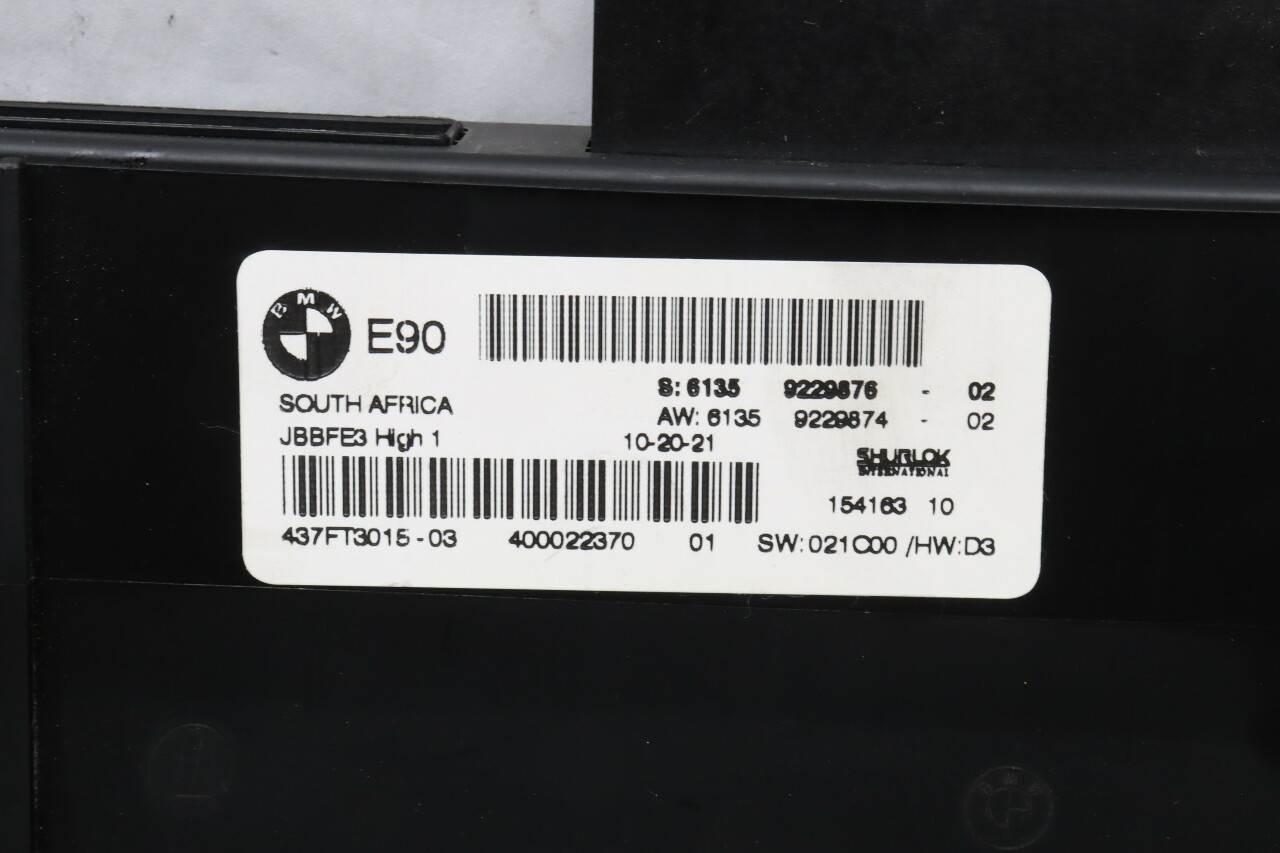 BMW E90
S: 6135 9229876 - 02
SOUTH AFRICA
AW: 6135 9229874 - 02
JBBFE3 High 1 10-20-21
SHURLOK
INTERNATIONAL
154163 10
437FT3015-03 400022370 01 SW:021C00 /HW:D3